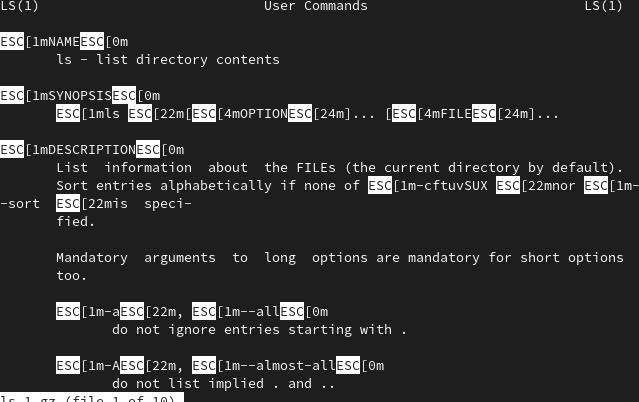 LS(1) User Commands LS(1)
ESC[1mNAMEESC[0m
ls - list directory contents
ESC[1mSYNOPSISESC[0m
ESC[1mls ESC[22m[ESC[4mOPTIONESC[24m]... [ESC[4mFILEESC[24m]...
ESC[1mDESCRIPTIONESC[0m
List information about the FILEs (the current directory by default).
Sort entries alphabetically if none of ESC[1m-cftuvSUX ESC[22mnor ESC[1m-
-sort ESC[22mis speci-
fied.
Mandatory arguments to long options are mandatory for short options
too.
ESC[1m-aESC[22m, ESC[1m--allESC[0m
do not ignore entries starting with .
ESC[1m-AESC[22m, ESC[1m--almost-allESC[0m
do not list implied . and ..
ls.1.gz (file 1 of 10)